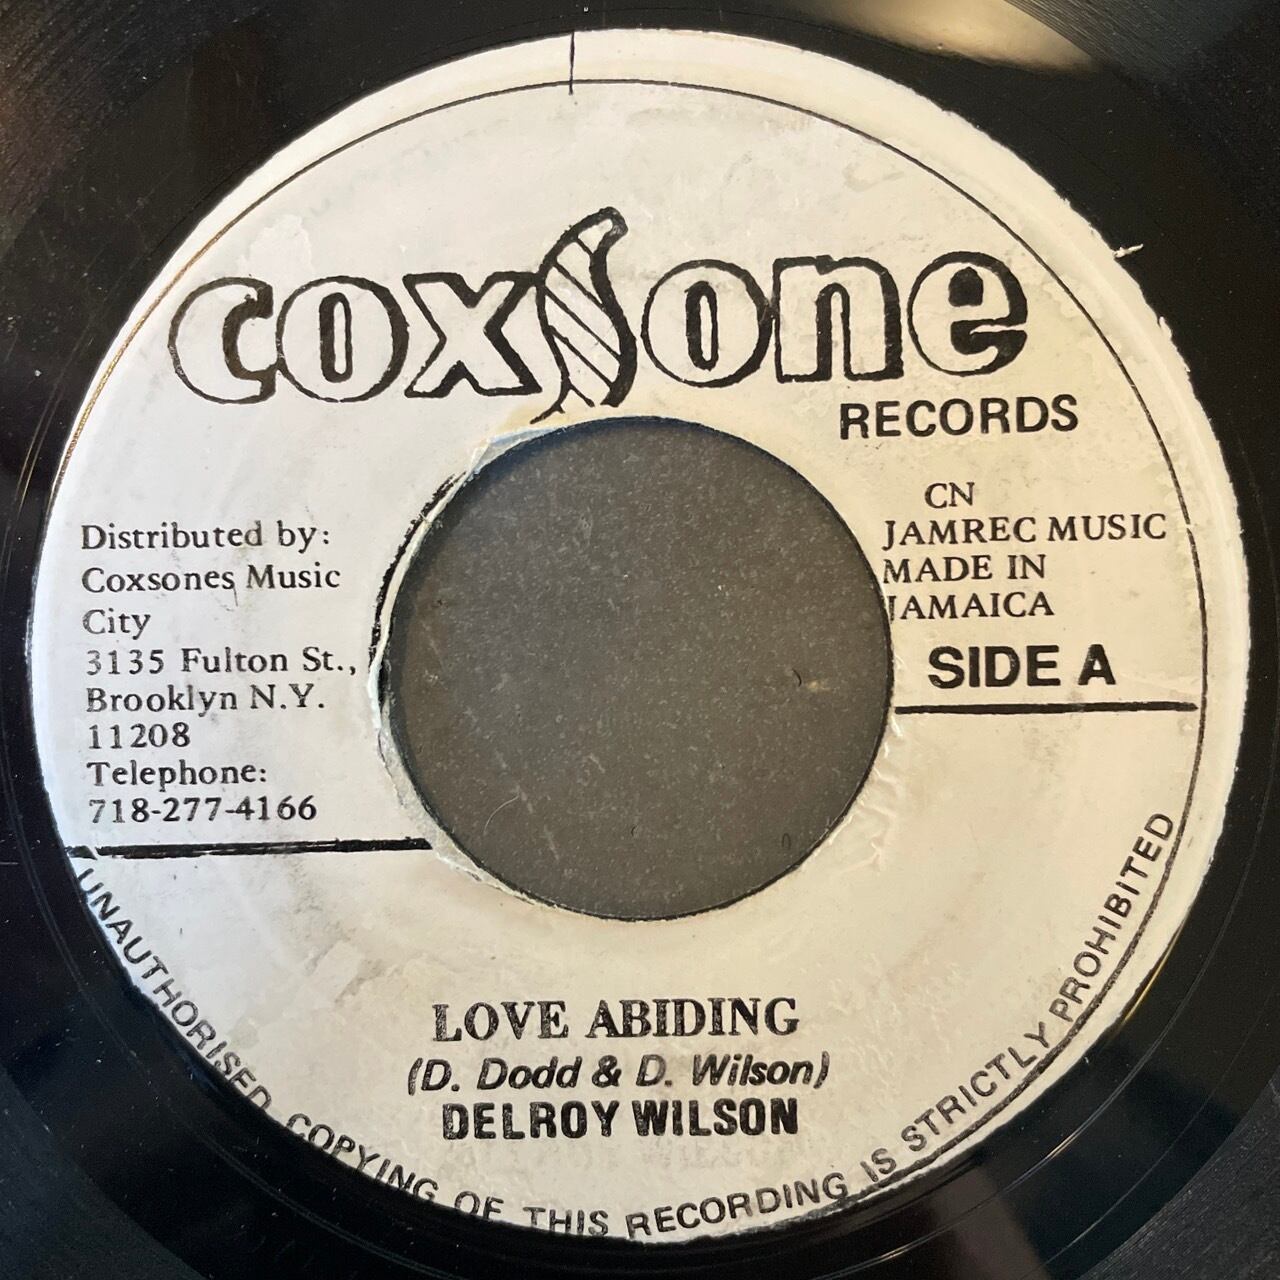 coxsone
RECORDS
Distributed by:
Coxsones Music
City
3135 Fulton St.,
Brooklyn N.Y.
11208
Telephone:
718-277-4166
CN
JAMREC MUSIC
MADE IN
JAMAICA
SIDE A
LOVE ABIDING
(D. Dodd & D. Wilson)
DELROY WILSON
UNAUTHORISED COPYING OF THIS RECORDING IS STRICTLY PROHIBITED